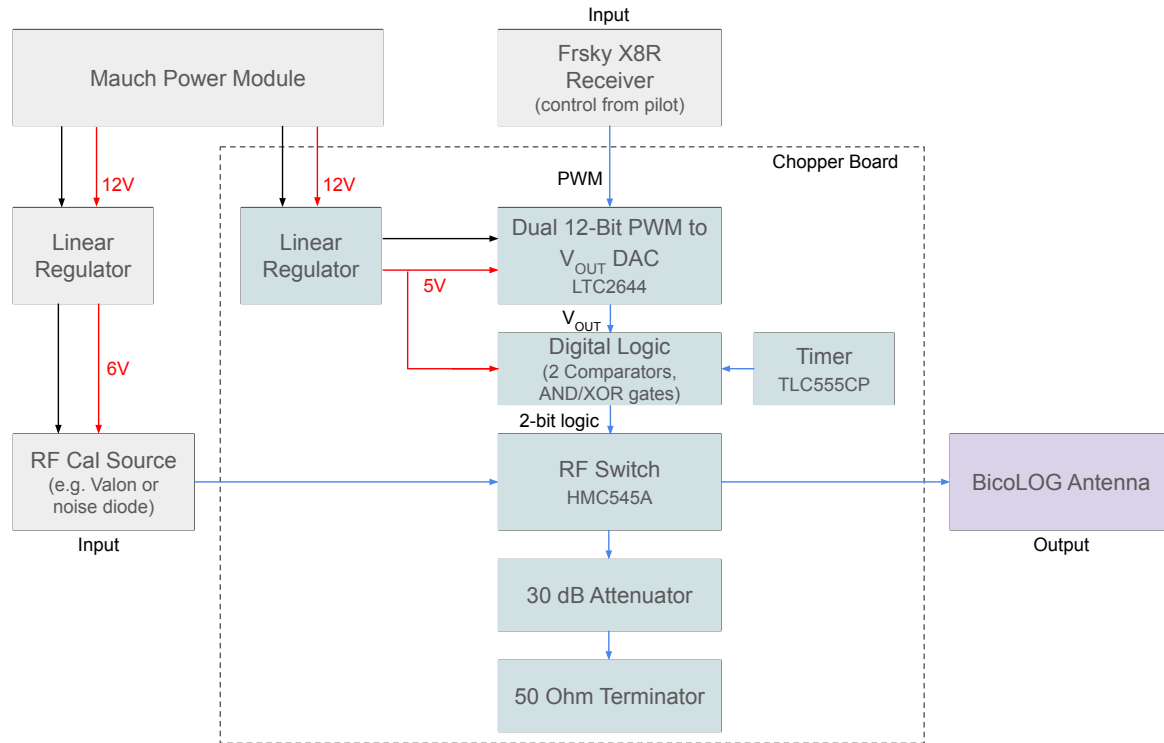 Input
Mauch Power Module
Frsky X8R
Receiver
(control from pilot)
Chopper Board
12V
12V
PWM
Linear
Regulator
Linear
Regulator
Dual 12-Bit PWM to
V_OUT DAC
LTC2644
5V
V_OUT
6V
Digital Logic
(2 Comparators,
AND/XOR gates)
Timer
TLC555CP
2-bit logic
RF Cal Source
(e.g. Valon or
noise diode)
Input
RF Switch
HMC545A
BicoLOG Antenna
Output
30 dB Attenuator
50 Ohm Terminator